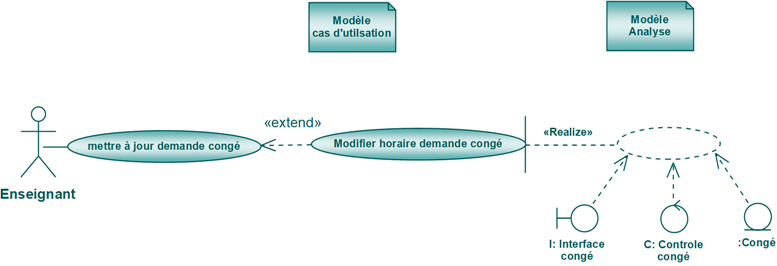 Modèle
cas d'utilsation
Modèle
Analyse
«extend»
«Realize»
mettre à jour demande congé
Modifier horaire demande congé
Enseignant
I: Interface
congé
C: Controle
congé
:Congé